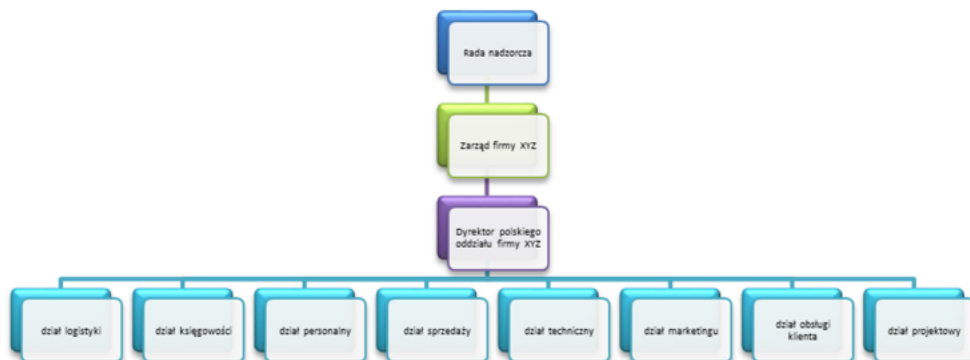 Rada nadzorcza
Zarząd firmy XYZ
Dyrektor polskiego
oddziału firmy XYZ
dział logistyki
dział księgowości
dział personalny
dział sprzedaży
dział techniczny
dział marketingu
dział obsługi
klienta
dział projektowy